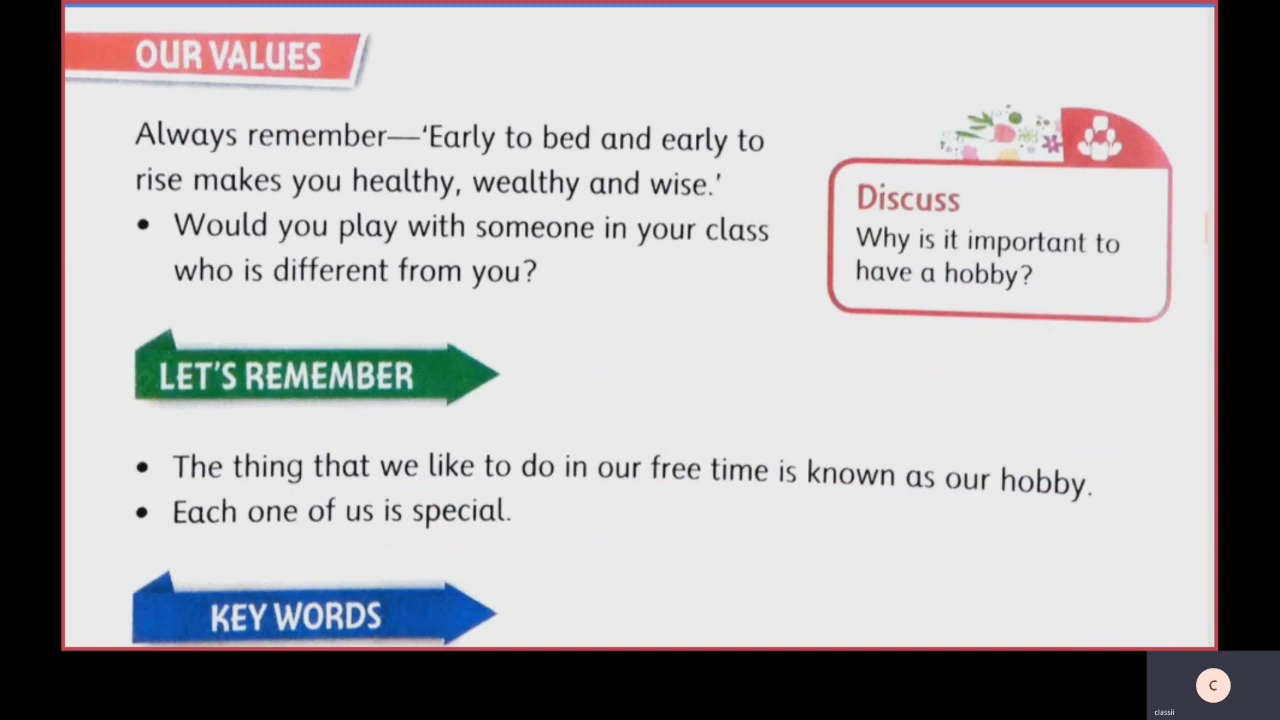 OUR VALUES
Always remember—‘Early to bed and early to
rise makes you healthy, wealthy and wise.’
• Would you play with someone in your class
who is different from you?
Discuss
Why is it important to
have a hobby?
LET’S REMEMBER
• The thing that we like to do in our free time is known as our hobby.
• Each one of us is special.
KEY WORDS
C
classii